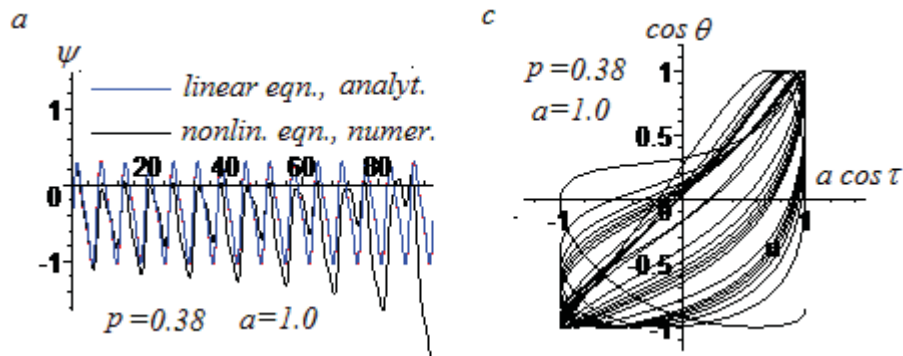 a
ψ
1
linear eqn., analyt.
nonlin. eqn., numer.
20 40 60 80
0
-1
p =0.38 a=1.0
c
cos θ
p =0.38
a=1.0
1
0.5
a cos τ
-1
0
1
-0.5
-1